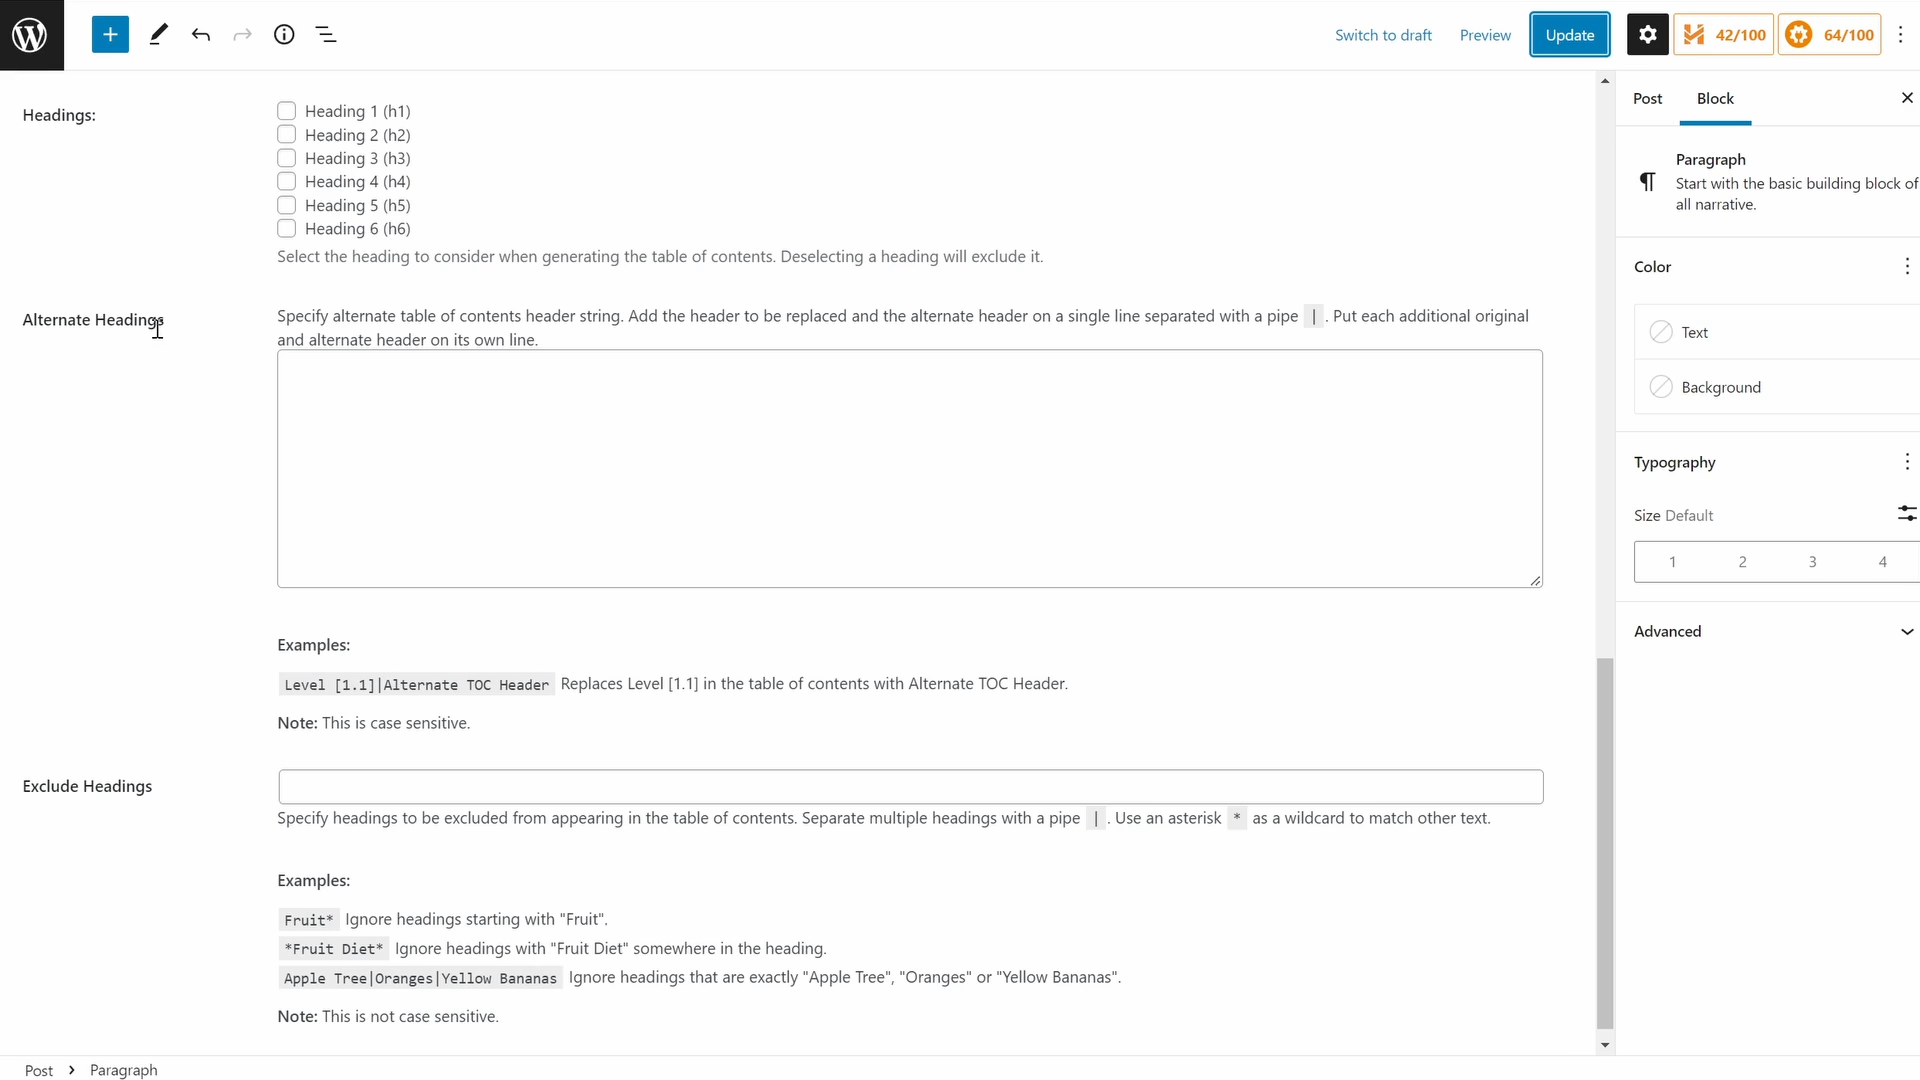 Switch to draft
Preview
Update
42/100
64/100
Headings:
Heading 1 (h1)
Heading 2 (h2)
Heading 3 (h3)
Heading 4 (h4)
Heading 5 (h5)
Heading 6 (h6)
Select the heading to consider when generating the table of contents. Deselecting a heading will exclude it.
Alternate Headings
Specify alternate table of contents header string. Add the header to be replaced and the alternate header on a single line separated with a pipe | . Put each additional original
and alternate header on its own line.
Examples:
Level [1.1]|Alternate TOC Header Replaces Level [1.1] in the table of contents with Alternate TOC Header.
Note: This is case sensitive.
Exclude Headings
Specify headings to be excluded from appearing in the table of contents. Separate multiple headings with a pipe | . Use an asterisk * as a wildcard to match other text.
Examples:
Fruit* Ignore headings starting with "Fruit".
*Fruit Diet* Ignore headings with "Fruit Diet" somewhere in the heading.
Apple Tree|Oranges|Yellow Bananas Ignore headings that are exactly "Apple Tree", "Oranges" or "Yellow Bananas".
Note: This is not case sensitive.
Post
Block
Paragraph
Start with the basic building block of
all narrative.
Color
Text
Background
Typography
Size Default
1 2 3 4
Advanced
Post
Paragraph